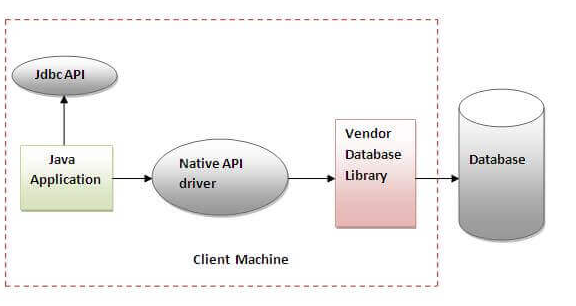 Jdbc API
Java
Application
Native API
driver
Vendor
Database
Library
Database
Client Machine